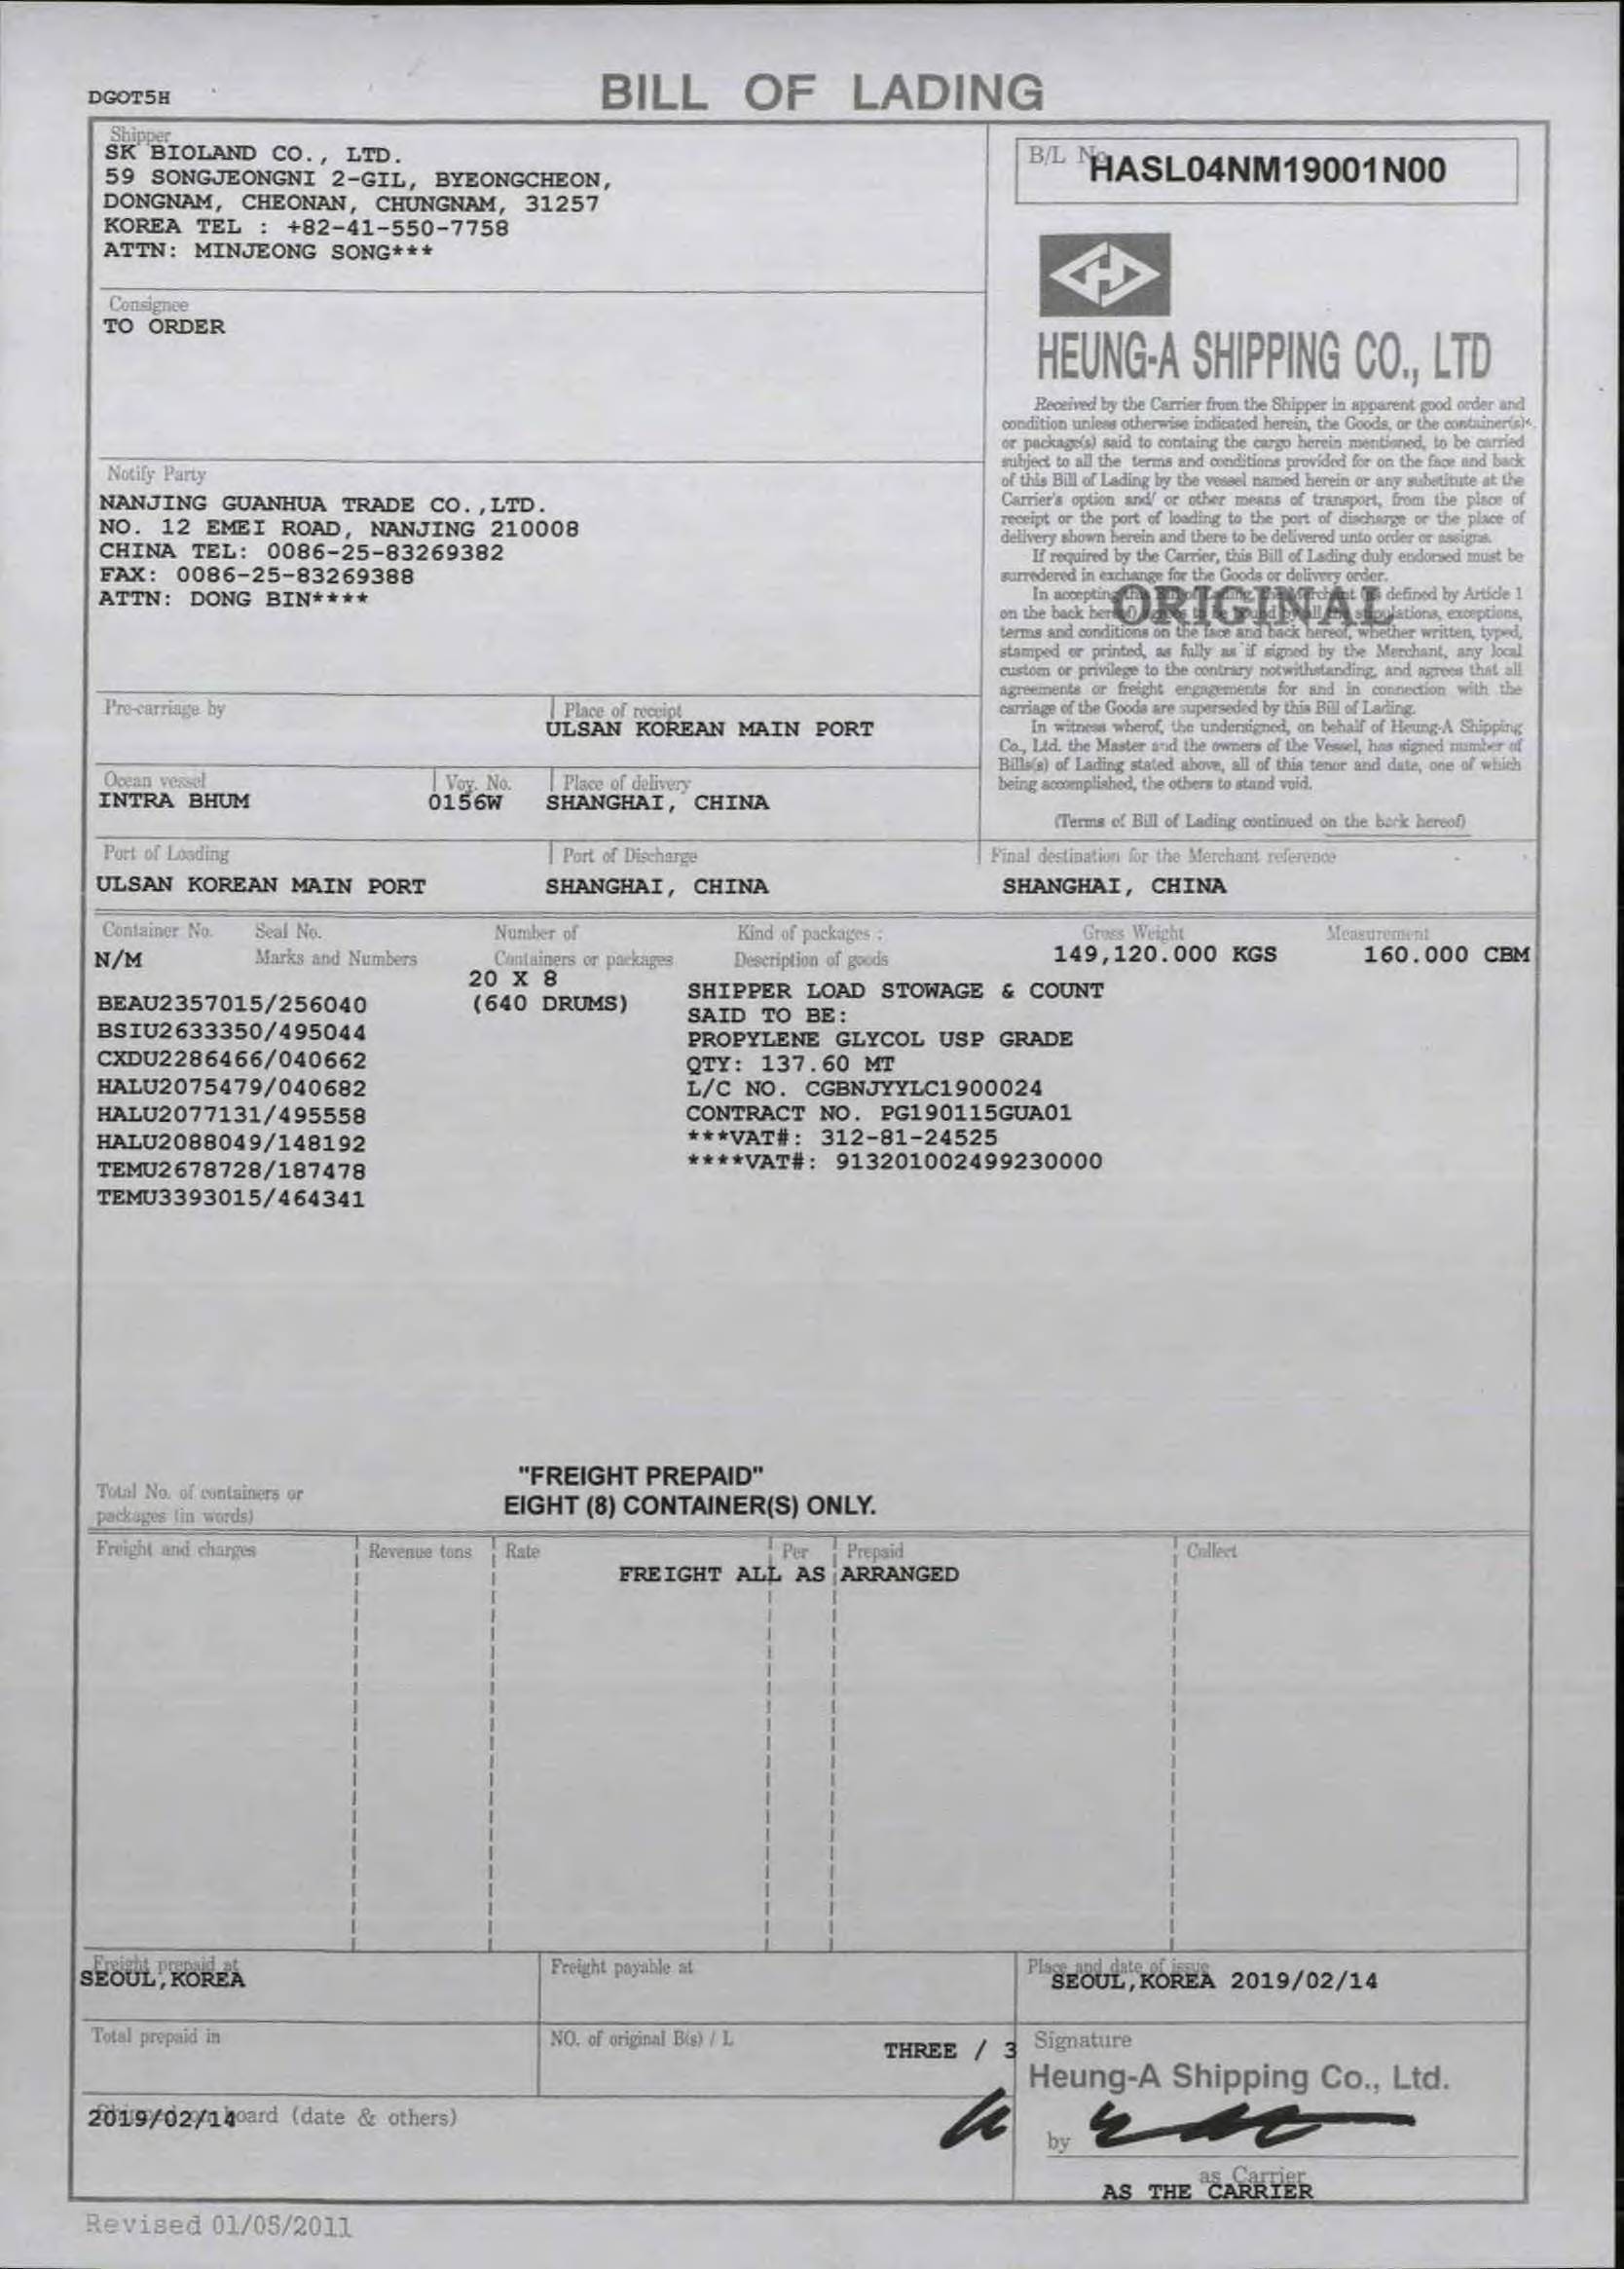 DGOT5H
BILL OF LADING
Shipper
SK BIOLAND CO., LTD.
59 SONGJEONGNI 2-GIL, BYEONGCHEON,
DONGNAM, CHEONAN, CHUNGNAM, 31257
KOREA TEL : +82-41-550-7758
ATTN: MINJEONG SONG***
B/L No.
HASL04NM19001N00
Consignee
TO ORDER
HEUNG-A SHIPPING CO., LTD
Received by the Carrier from the Shipper in apparent good order and
condition unless otherwise indicated herein, the Goods, or the container(s)
or package(s) said to containg the cargo herein mentioned, to be carried
subject to all the terms and conditions provided for on the face and back
of this Bill of Lading by the vessel named herein or any substitute at the
Carrier's option and/ or other means of transport, from the place of
receipt or the port of loading to the port of discharge or the place of
delivery shown herein and there to be delivered unto order or assigns.
If required by the Carrier, this Bill of Lading duly endorsed must be
surredered in exchange for the Goods or delivery order.
In accepting this Bill of Lading, the Merchant (as defined by Article 1
on the back hereof) agrees to be bound by all the stipulations, exceptions,
terms and conditions on the face and back hereof, whether written, typed,
stamped or printed, as fully as if signed by the Merchant, any local
custom or privilege to the contrary notwithstanding, and agrees that all
agreements or freight engagements for and in connection with the
carriage of the Goods are superseded by this Bill of Lading.
In witness wherof, the undersigned, on behalf of Heung-A Shipping
Co., Ltd. the Master and the owners of the Vessel, has signed number of
Bills(s) of Lading stated above, all of this tenor and date, one of which
being accomplished, the others to stand void.
(Terms of Bill of Lading continued on the back hereof)
ORIGINAL
Notify Party
NANJING GUANHUA TRADE CO.,LTD.
NO. 12 EMEI ROAD, NANJING 210008
CHINA TEL: 0086-25-83269382
FAX: 0086-25-83269388
ATTN: DONG BIN****
Pre-carriage by
Place of receipt
ULSAN KOREAN MAIN PORT
Ocean vessel
INTRA BHUM
Voy. No.
0156W
Place of delivery
SHANGHAI, CHINA
Port of Loading
ULSAN KOREAN MAIN PORT
Port of Discharge
SHANGHAI, CHINA
Final destination for the Merchant reference
SHANGHAI, CHINA
Container No. Seal No. Number of Kind of packages : Gross Weight Measurement
N/M Marks and Numbers Containers or packages Description of goods 149,120.000 KGS 160.000 CBM
20 X 8
(640 DRUMS)
BEAU2357015/256040
BSIU2633350/495044
CXDU2286466/040662
HALU2075479/040682
HALU2077131/495558
HALU2088049/148192
TEMU2678728/187478
TEMU3393015/464341
SHIPPER LOAD STOWAGE & COUNT
SAID TO BE:
PROPYLENE GLYCOL USP GRADE
QTY: 137.60 MT
L/C NO. CGBNJYYLC1900024
CONTRACT NO. PG190115GUA01
***VAT#: 312-81-24525
****VAT#: 913201002499230000
"FREIGHT PREPAID"
Total No. of containers or
packages (in words)
EIGHT (8) CONTAINER(S) ONLY.
Freight and charges Revenue tons Rate Per Prepaid Collect
FREIGHT ALL AS ARRANGED
Freight prepaid at
SEOUL,KOREA
Freight payable at
Place and date of issue
SEOUL,KOREA 2019/02/14
Total prepaid in
NO. of original B(s) / L
THREE / 3
Signature
Heung-A Shipping Co., Ltd.
Shipped on board (date & others)
2019/02/14
by
as Carrier
AS THE CARRIER
Revised 01/05/2011